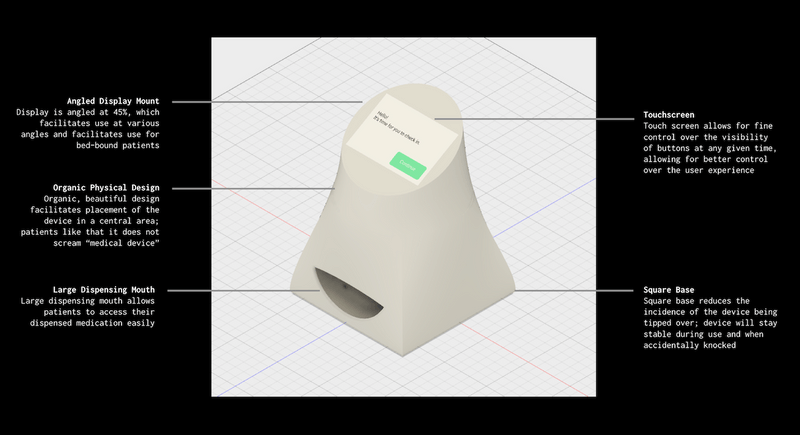 Angled Display Mount
Display is angled at 45%, which
facilitates use at various
angles and facilitates use for
bed-bound patients
Organic Physical Design
Organic, beautiful design
facilitates placement of the
device in a central area;
patients like that it does not
scream “medical device”
Large Dispensing Mouth
Large dispensing mouth allows
patients to access their
dispensed medication easily
Hello!
It's time for you to check in.
Confirm
Touchscreen
Touch screen allows for fine
control over the visibility
of buttons at any given time,
allowing for better control
over the user experience
Square Base
Square base reduces the
incidence of the device being
tipped over; device will stay
stable during use and when
accidentally knocked